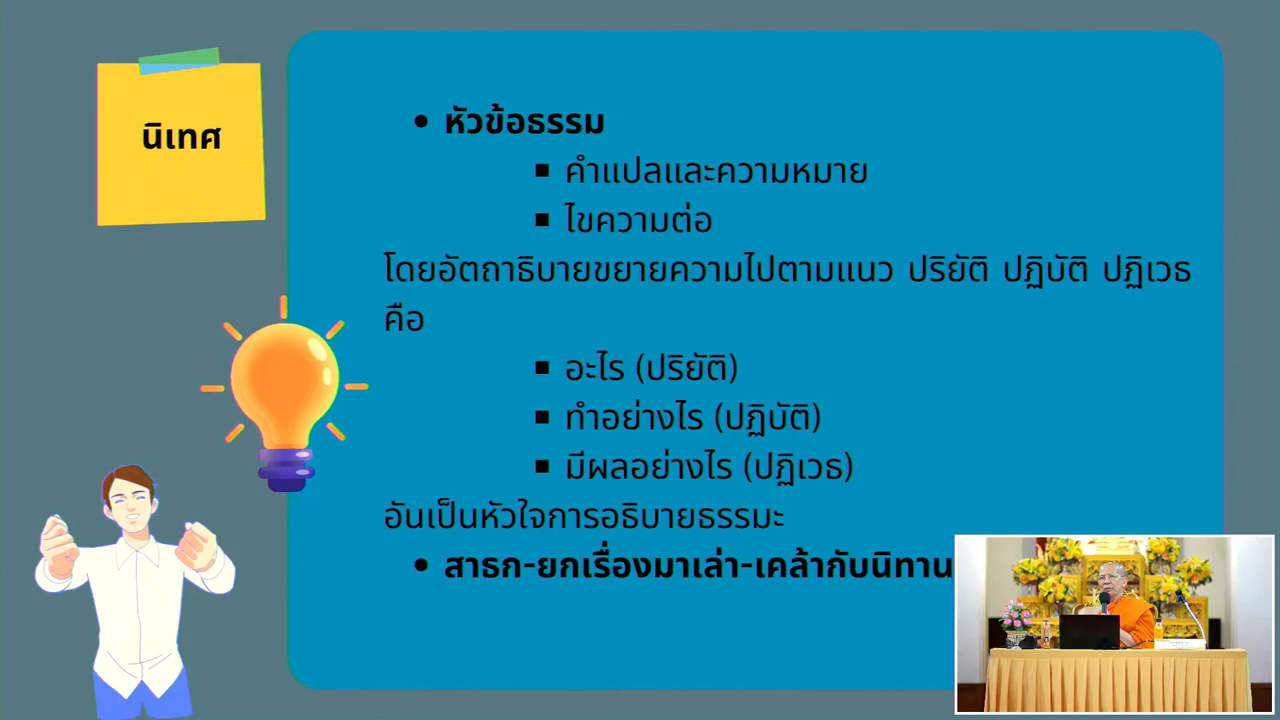 นิเทศ
• หัวข้อธรรม
▪ คำแปลและความหมาย
▪ ไขความต่อ
โดยอัตถาธิบายขยายความไปตามแนว ปริยัติ ปฏิบัติ ปฏิเวธ
คือ
▪ อะไร (ปริยัติ)
▪ ทำอย่างไร (ปฏิบัติ)
▪ มีผลอย่างไร (ปฏิเวธ)
อันเป็นหัวใจการอธิบายธรรมะ
• สาธก-ยกเรื่องมาเล่า-เคล้ากับนิทาน